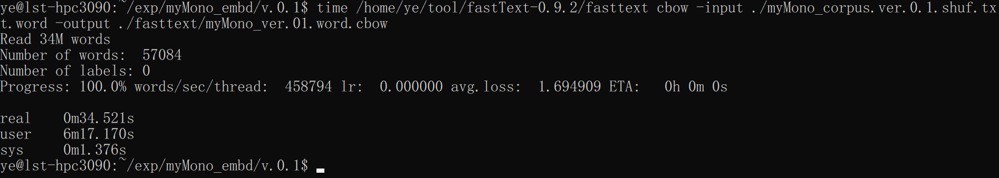 ye@lst-hpc3090:~/exp/myMono_embd/v.0.1$ time /home/ye/tool/fastText-0.9.2/fasttext cbow -input ./myMono_corpus.ver.0.1.shuf.tx
t.word -output ./fasttext/myMono_ver.01.word.cbow
Read 34M words
Number of words:  57084
Number of labels: 0
Progress: 100.0% words/sec/thread:  458794 lr:  0.000000 avg.loss:  1.694909 ETA:   0h 0m 0s

real    0m34.521s
user    6m17.170s
sys     0m1.376s
ye@lst-hpc3090:~/exp/myMono_embd/v.0.1$